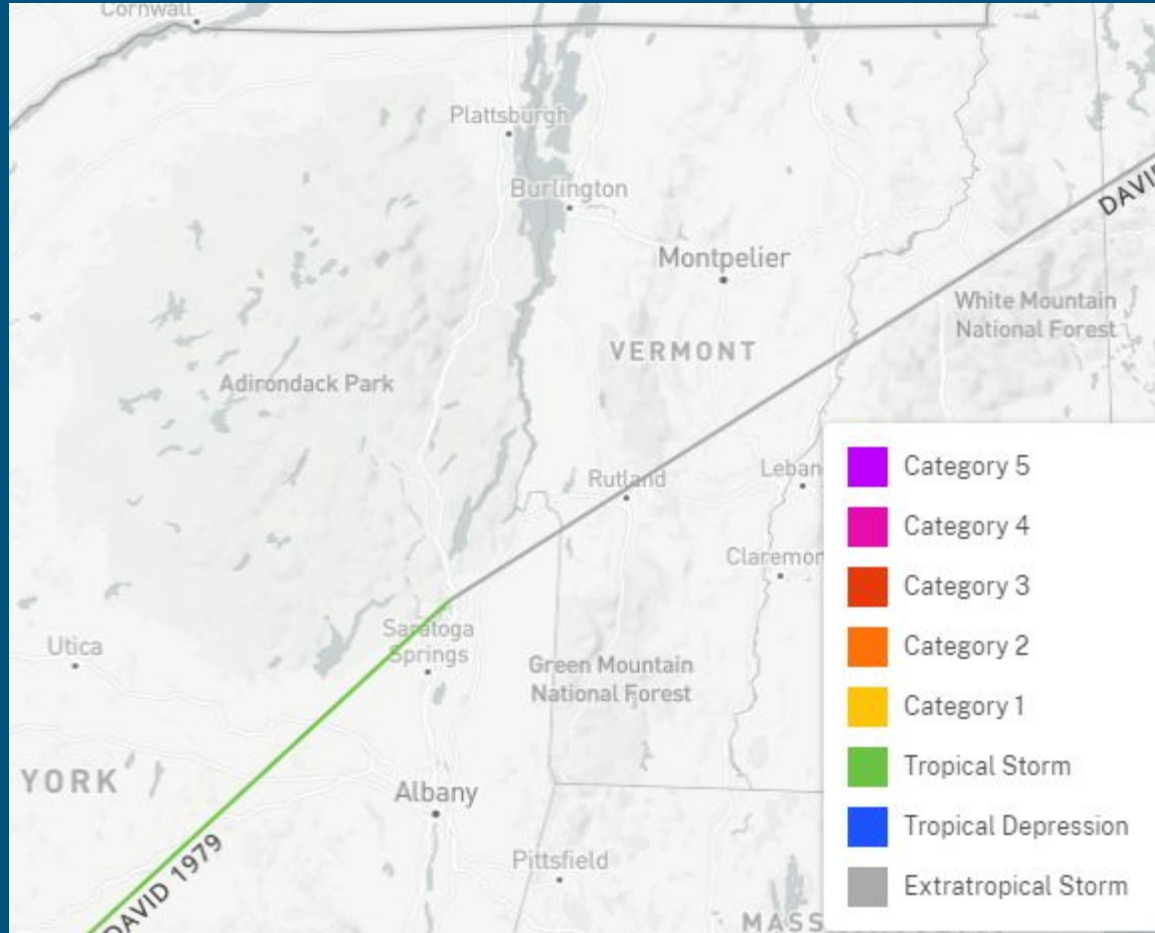 Cornwall
Plattsburgh
Burlington
Montpelier
DAVID
White Mountain
National Forest
VERMONT
Adirondack Park
Rutland
Leban
Claremon
Saratoga
Springs
Utica
Green Mountain
National Forest
YORK
Albany
DAVID 1979
Pittsfield
MASS
Category 5
Category 4
Category 3
Category 2
Category 1
Tropical Storm
Tropical Depression
Extratropical Storm